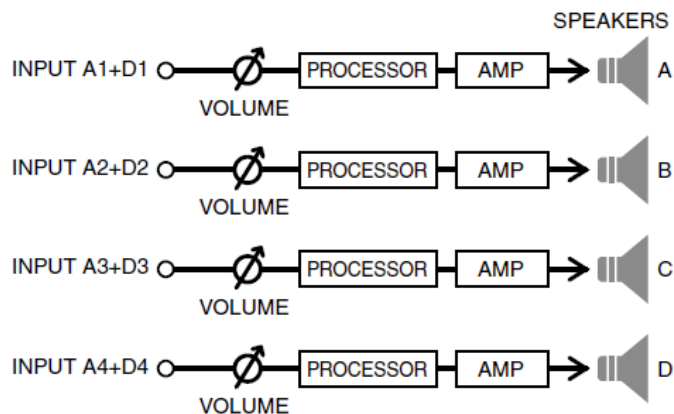 SPEAKERS
INPUT A1+D1 PROCESSOR AMP A
VOLUME
INPUT A2+D2 PROCESSOR AMP B
VOLUME
INPUT A3+D3 PROCESSOR AMP C
VOLUME
INPUT A4+D4 PROCESSOR AMP D
VOLUME